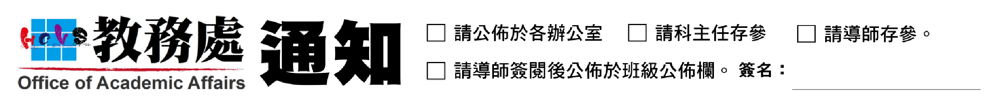 HCVS 教務處
Office of Academic Affairs
通知
□ 請公佈於各辦公室 □ 請科主任存參 □ 請導師存參。
□ 請導師簽閱後公佈於班級公佈欄。 簽名：